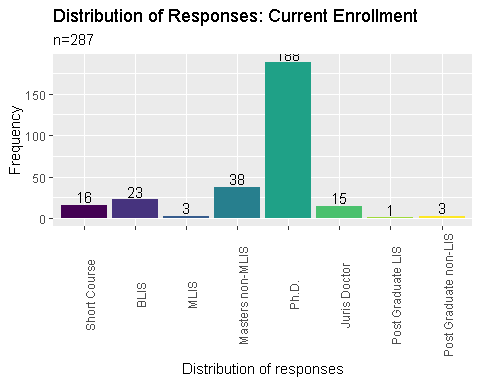 Distribution of Responses: Current Enrollment
n=287
188
150
100
50
0
Frequency
16
23
3
38
15
1
3
Short Course
BLIS
MLIS
Masters non-MLIS
Ph.D.
Juris Doctor
Post Graduate LIS
Post Graduate non-LIS
Distribution of responses